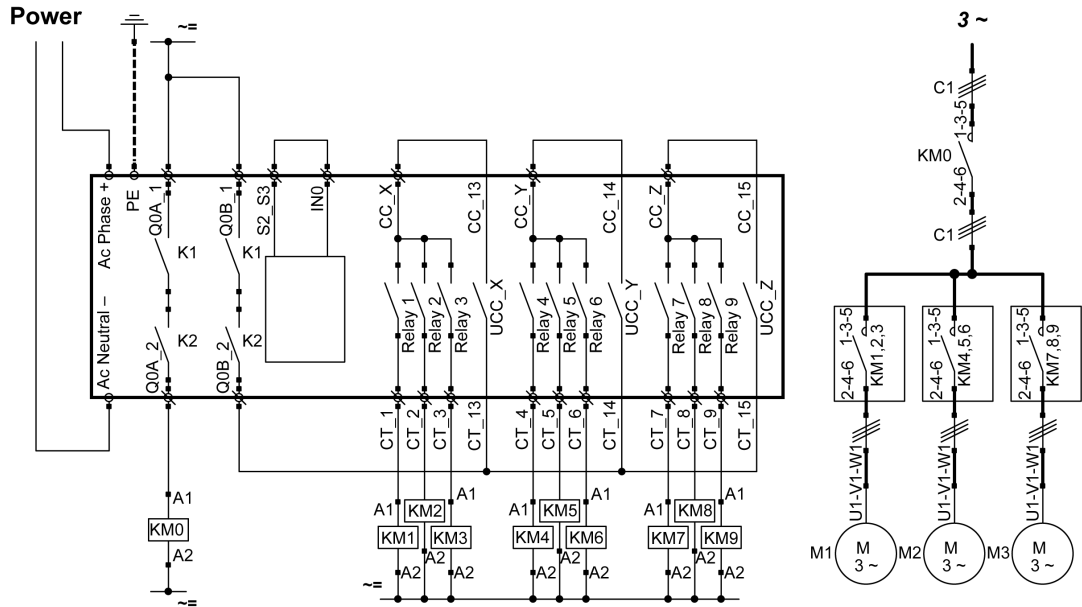 Power
~=
3 ~
C1
1-3-5
KM0
2-4-6
C1
Ac Phase +
PE
Q0A_1
Q0B_1
S2_S3
IN0
CC_X
CC_13
CC_Y
CC_14
CC_Z
CC_15
K1
K1
Relay 1
Relay 2
Relay 3
UCC_X
Relay 4
Relay 5
Relay 6
UCC_Y
Relay 7
Relay 8
Relay 9
UCC_Z
Ac Neutral –
Q0A_2
K2
Q0B_2
K2
CT_1
CT_2
CT_3
CT_13
CT_4
CT_5
CT_6
CT_14
CT_7
CT_8
CT_9
CT_15
1-3-5
2-4-6
KM1,2,3
1-3-5
2-4-6
KM4,5,6
1-3-5
2-4-6
KM7,8,9
U1-V1-W1
U1-V1-W1
U1-V1-W1
A1
KM0
A2
~=
A1
KM1
A2
KM2
A2
A1
KM3
A2
A1
KM4
A2
KM5
A2
A1
KM6
A2
A1
KM7
A2
KM8
A2
A1
KM9
A2
~=
M1
M
3 ~
M2
M
3 ~
M3
M
3 ~